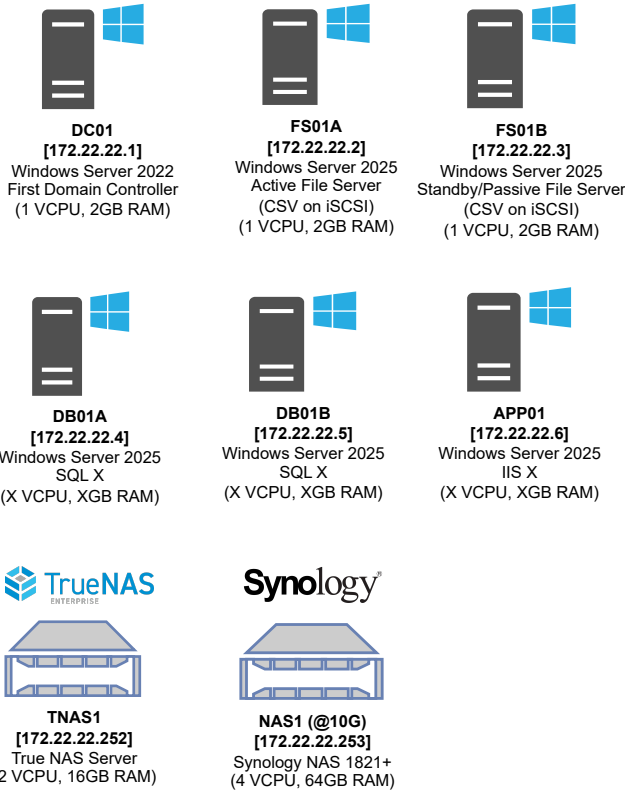 DC01
[172.22.22.1]
Windows Server 2022
First Domain Controller
(1 VCPU, 2GB RAM)
FS01A
[172.22.22.2]
Windows Server 2025
Active File Server
(CSV on iSCSI)
(1 VCPU, 2GB RAM)
FS01B
[172.22.22.3]
Windows Server 2025
Standby/Passive File Server
(CSV on iSCSI)
(1 VCPU, 2GB RAM)
DB01A
[172.22.22.4]
Windows Server 2025
SQL X
(X VCPU, XGB RAM)
DB01B
[172.22.22.5]
Windows Server 2025
SQL X
(X VCPU, XGB RAM)
APP01
[172.22.22.6]
Windows Server 2025
IIS X
(X VCPU, XGB RAM)
TrueNAS
ENTERPRISE
TNAS1
[172.22.22.252]
True NAS Server
2 VCPU, 16GB RAM)
Synology®
NAS1 (@10G)
[172.22.22.253]
Synology NAS 1821+
(4 VCPU, 64GB RAM)